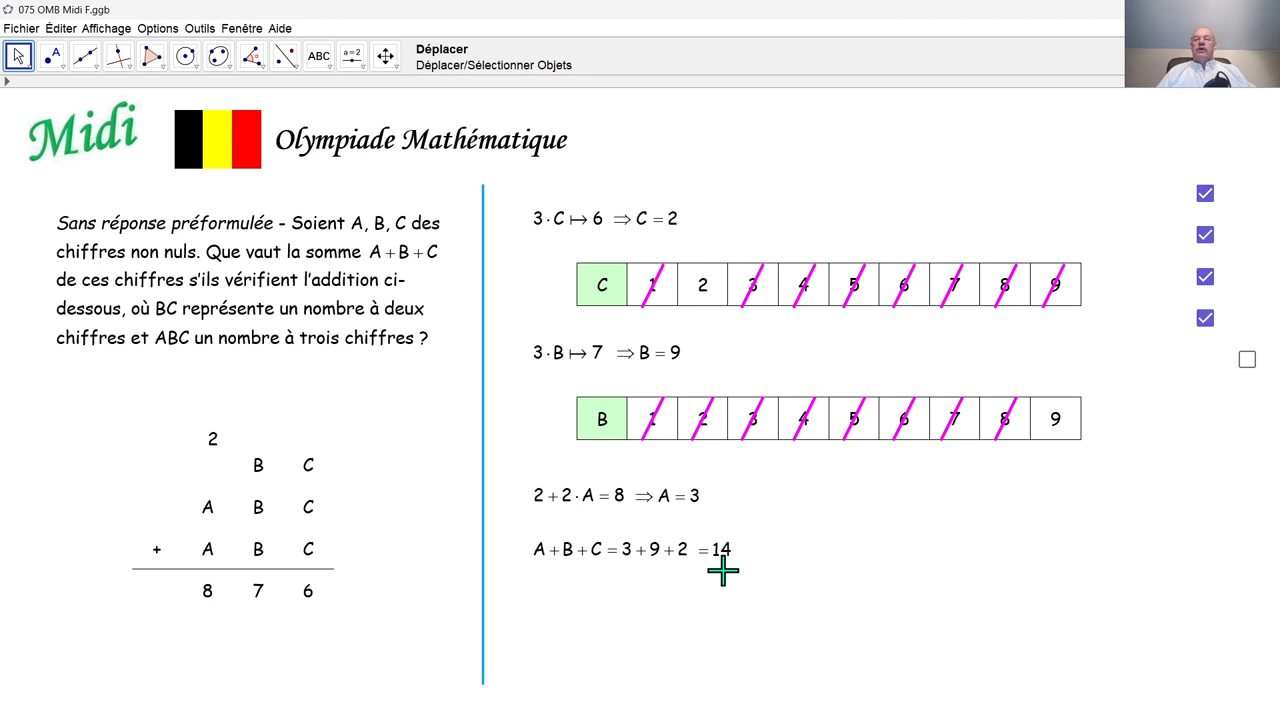 075 OMB Midi F.ggb
Fichier Éditer Affichage Options Outils Fenêtre Aide
A ABC a=2 Déplacer
Déplacer/Sélectionner Objets
Midi Olympiade Mathématique
Sans réponse préformulée - Soient A, B, C des
chiffres non nuls. Que vaut la somme A+B+C
de ces chiffres s'ils vérifient l'addition ci-
dessous, où BC représente un nombre à deux
chiffres et ABC un nombre à trois chiffres ?
2
B C
A B C
+ A B C
8 7 6
3·C ↦ 6 ⇒ C = 2
C 1 2 3 4 5 6 7 8 9
3·B ↦ 7 ⇒ B = 9
B 1 2 3 4 5 6 7 8 9
2+2·A = 8 ⇒ A = 3
A+B+C = 3+9+2 = 14